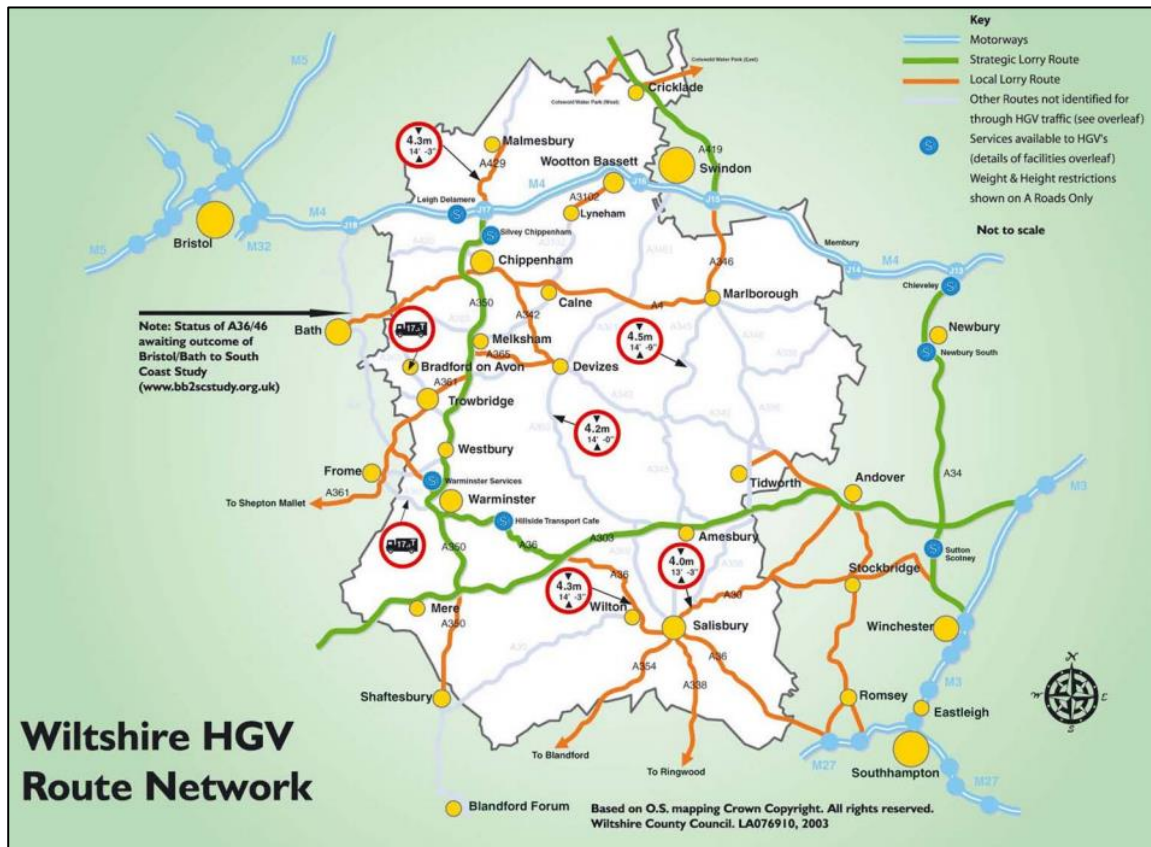 Key
Motorways
Strategic Lorry Route
Local Lorry Route
Other Routes not identified for
through HGV traffic (see overleaf)
Services available to HGV's
(details of facilities overleaf)
Weight & Height restrictions
shown on A Roads Only
Not to scale
M5
Cotswold Water Park (East)
Cotswold Water Park (West)
Cricklade
4.3m
14' -3"
Malmesbury
A429
Wootton Bassett
A419
Swindon
M4
Leigh Delamere
J17
J16
J15
A3102
Lyneham
M4
J18
Bristol
M5
M32
Silvey Chippenham
Chippenham
Membury
M4
J14
J13
Chieveley
A346
A350
Calne
A4
Marlborough
A342
Note: Status of A36/46
awaiting outcome of
Bristol/Bath to South
Coast Study
(www.bb2scstudy.org.uk)
Bath
Melksham
A365
4.5m
14' -9"
Newbury
Newbury South
Bradford on Avon
Devizes
A361
Trowbridge
4.2m
14' -0"
Westbury
Frome
A361
To Shepton Mallet
Warminster Services
Warminster
Tidworth
Andover
A34
M3
Hillside Transport Cafe
A36
A303
Amesbury
A350
4.0m
13' -3"
4.3m
14' -3"
A36
Wilton
Stockbridge
Sutton
Scotney
A30
Mere
A350
Salisbury
Winchester
A354
A36
A338
Shaftesbury
Romsey
M3
Eastleigh
To Blandford
To Ringwood
M27
Southhampton
M27
Wiltshire HGV
Route Network
Blandford Forum
Based on O.S. mapping Crown Copyright. All rights reserved.
Wiltshire County Council. LA076910, 2003